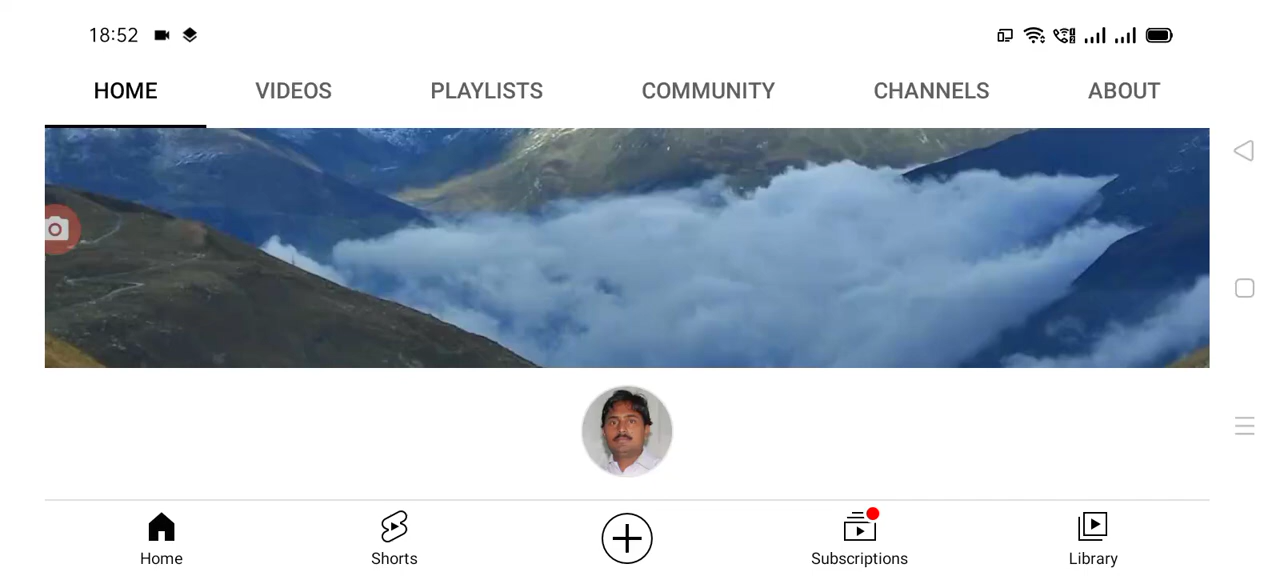 18:52
HOME VIDEOS PLAYLISTS COMMUNITY CHANNELS ABOUT
Home Shorts Subscriptions Library